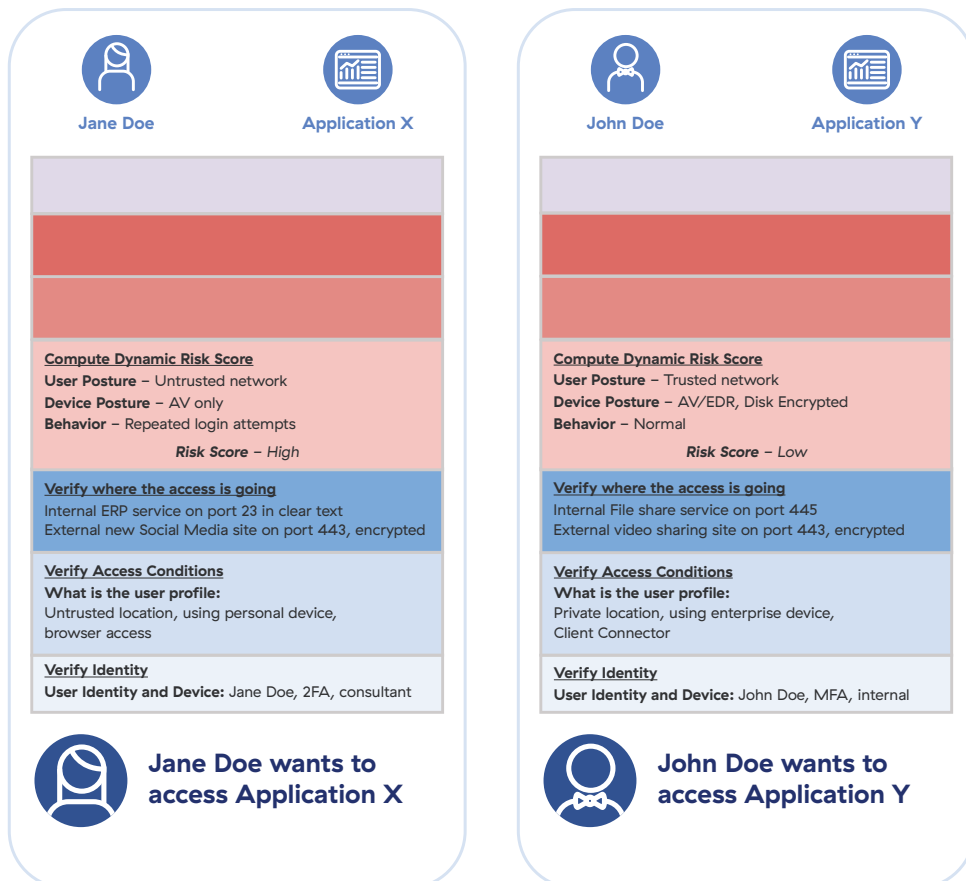 Jane Doe
Application X
Compute Dynamic Risk Score
User Posture – Untrusted network
Device Posture – AV only
Behavior – Repeated login attempts
Risk Score – High
Verify where the access is going
Internal ERP service on port 23 in clear text
External new Social Media site on port 443, encrypted
Verify Access Conditions
What is the user profile:
Untrusted location, using personal device,
browser access
Verify Identity
User Identity and Device: Jane Doe, 2FA, consultant
Jane Doe wants to
access Application X
John Doe
Application Y
Compute Dynamic Risk Score
User Posture – Trusted network
Device Posture – AV/EDR, Disk Encrypted
Behavior – Normal
Risk Score – Low
Verify where the access is going
Internal File share service on port 445
External video sharing site on port 443, encrypted
Verify Access Conditions
What is the user profile:
Private location, using enterprise device,
Client Connector
Verify Identity
User Identity and Device: John Doe, MFA, internal
John Doe wants to
access Application Y